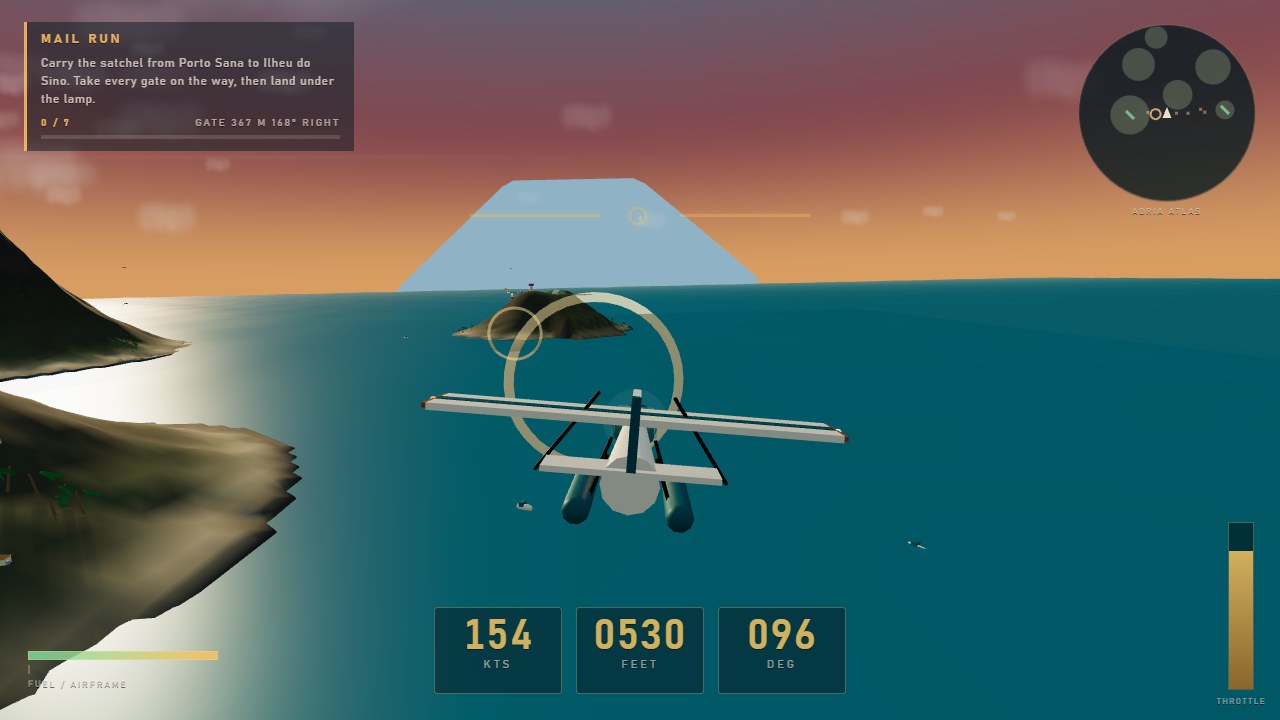 MAIL RUN
Carry the satchel from Porto Sana to Ilheu do
Sino. Take every gate on the way, then land under
the lamp.
0 / 7 GATE 367 M 168° RIGHT
ADRIA ATLAS
154 0530 096
KTS FEET DEG
FUEL / AIRFRAME
THROTTLE